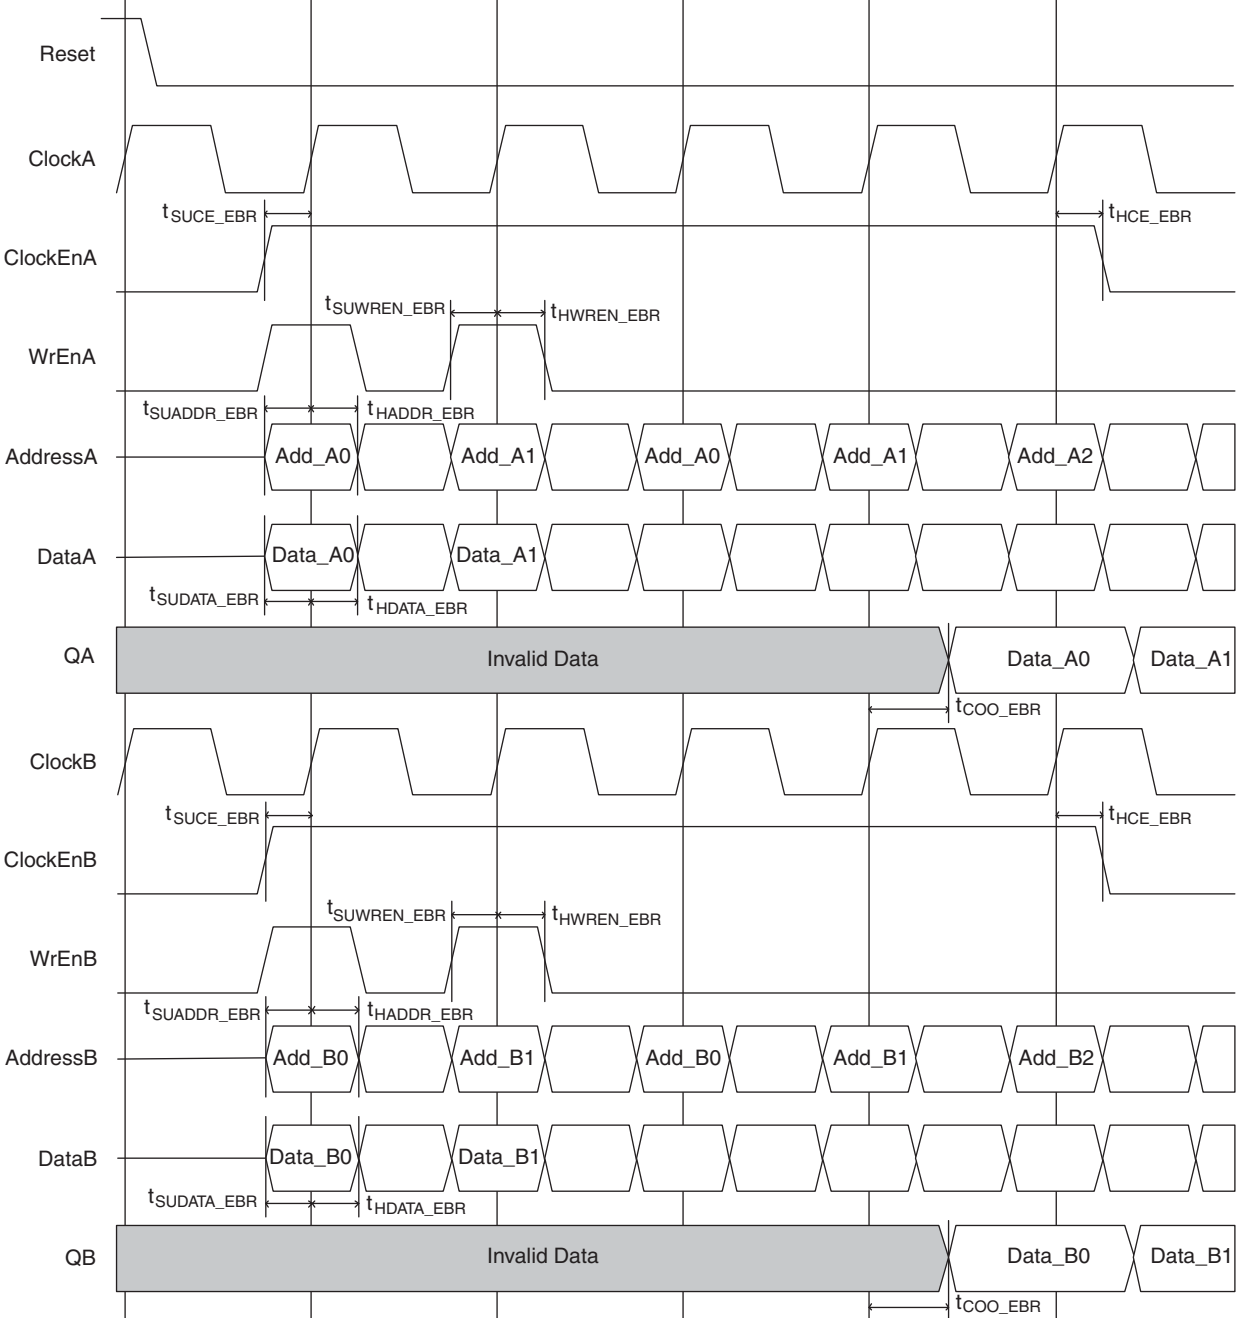 Reset
ClockA
tSUCE_EBR
tHCE_EBR
ClockEnA
tSUWREN_EBR
tHWREN_EBR
WrEnA
tSUADDR_EBR
tHADDR_EBR
AddressA
Add_A0
Add_A1
Add_A0
Add_A1
Add_A2
DataA
Data_A0
Data_A1
tSUDATA_EBR
tHDATA_EBR
QA
Invalid Data
Data_A0
Data_A1
tCOO_EBR
ClockB
tSUCE_EBR
tHCE_EBR
ClockEnB
tSUWREN_EBR
tHWREN_EBR
WrEnB
tSUADDR_EBR
tHADDR_EBR
AddressB
Add_B0
Add_B1
Add_B0
Add_B1
Add_B2
DataB
Data_B0
Data_B1
tSUDATA_EBR
tHDATA_EBR
QB
Invalid Data
Data_B0
Data_B1
tCOO_EBR